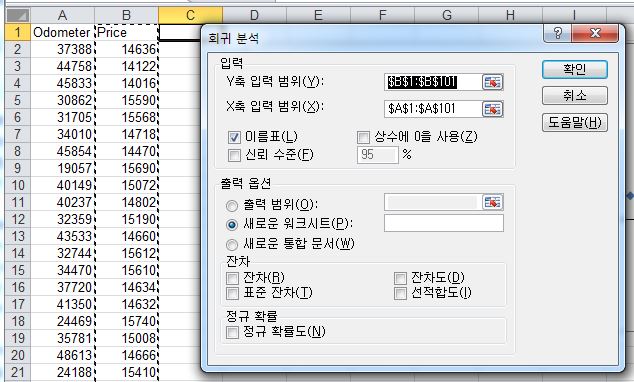 A B C D E F G H I
1 Odometer Price
2 37388 14636
3 44758 14122
4 45833 14016
5 30862 15590
6 31705 15568
7 34010 14718
8 45854 14470
9 19057 15690
10 40149 15072
11 40237 14802
12 32359 15190
13 43533 14660
14 32744 15612
15 34470 15610
16 37720 14634
17 41350 14632
18 24469 15740
19 35781 15008
20 48613 14666
21 24188 15410
회귀 분석
입력
Y축 입력 범위(Y): $B$1:$B$101
X축 입력 범위(X): $A$1:$A$101
이름표(L) 상수에 0을 사용(Z)
신뢰 수준(F) 95 %
확인
취소
도움말(H)
출력 옵션
출력 범위(O):
새로운 워크시트(P):
새로운 통합 문서(W)
잔차
잔차(R) 잔차도(D)
표준 잔차(T) 선적합도(I)
정규 확률
정규 확률도(N)